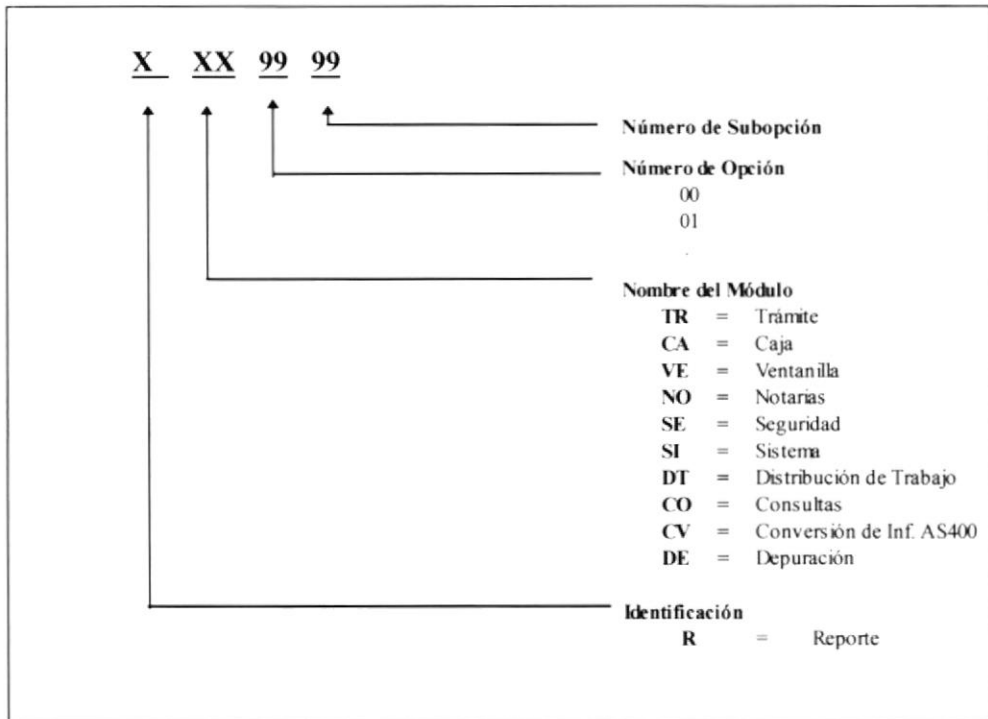 X XX 99 99
Número de Subopción
Número de Opción
00
01
.
Nombre del Módulo
TR = Trámite
CA = Caja
VE = Ventanilla
NO = Notarias
SE = Seguridad
SI = Sistema
DT = Distribución de Trabajo
CO = Consultas
CV = Conversión de Inf. AS400
DE = Depuración
Identificación
R = Reporte